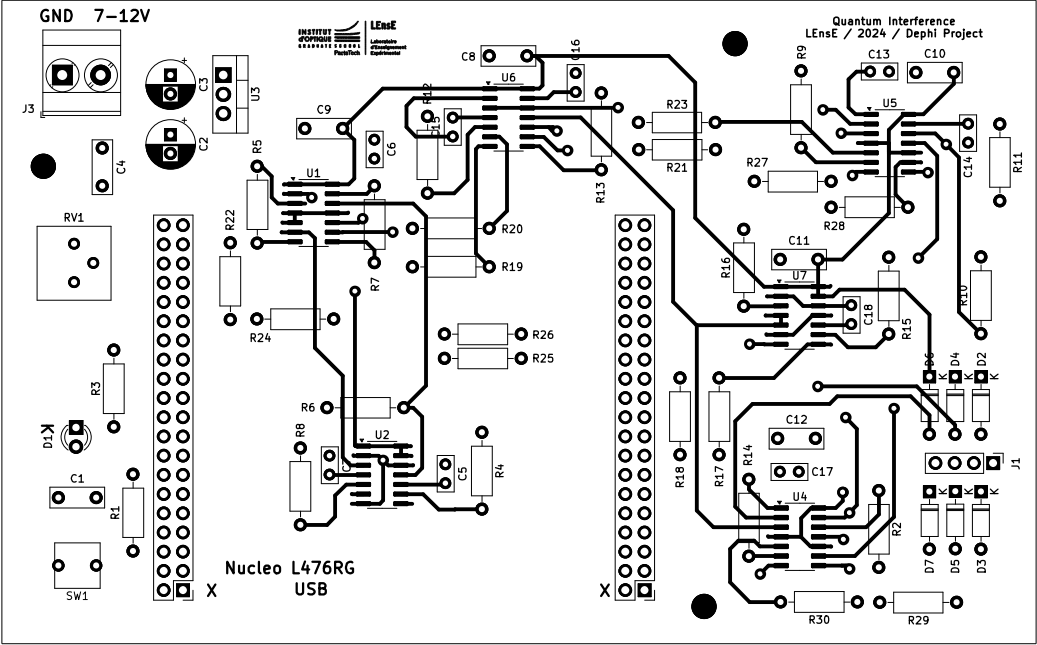 GND 7-12V
INSTITUT
d'OPTIQUE
GRADUATE SCHOOL
ParisTech
LEnsE
Laboratoire
d'Enseignement
Expérimental
Quantum Interference
LEnsE / 2024 / Dephi Project
J3
C3
U3
C2
C4
C9
C6
R5
U1
R22
R7
R24
RV1
R3
K
D1
C1
R1
SW1
C8
U6
C16
R12
C15
R13
R20
R19
R26
R25
R6
R8
U2
C5
R4
R23
R21
R9
C13
C10
U5
C14
R11
R27
R28
R16
C11
U7
C18
R15
R10
D6
D4
D2
K
K
K
R18
R17
R14
C12
C17
U4
R2
J1
K
K
K
D7
D5
D3
R30
R29
Nucleo L476RG
USB
X
X